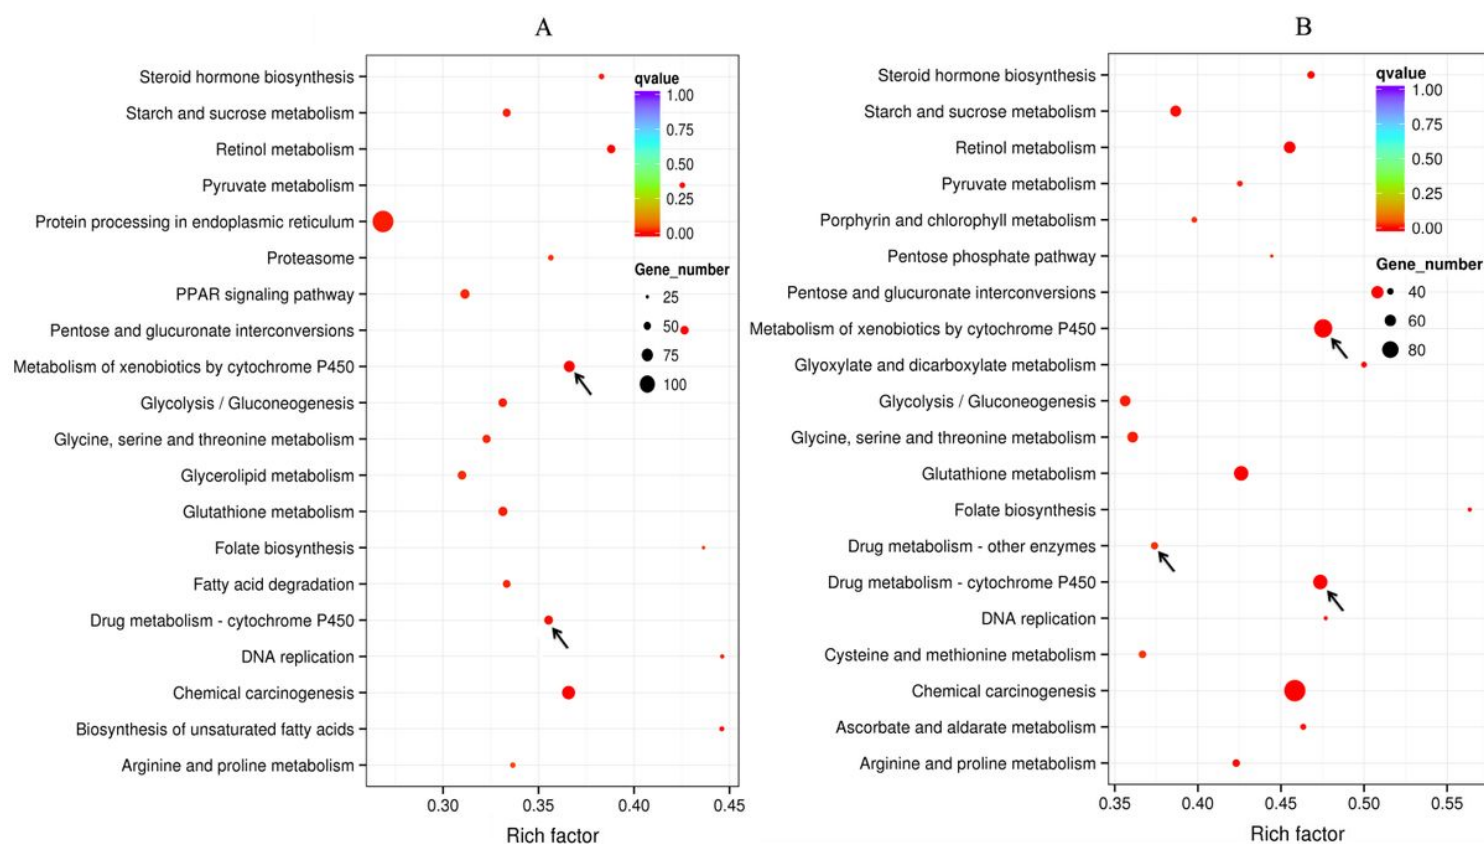 A
Steroid hormone biosynthesis
Starch and sucrose metabolism
Retinol metabolism
Pyruvate metabolism
Protein processing in endoplasmic reticulum
Proteasome
PPAR signaling pathway
Pentose and glucuronate interconversions
Metabolism of xenobiotics by cytochrome P450
Glycolysis / Gluconeogenesis
Glycine, serine and threonine metabolism
Glycerolipid metabolism
Glutathione metabolism
Folate biosynthesis
Fatty acid degradation
Drug metabolism - cytochrome P450
DNA replication
Chemical carcinogenesis
Biosynthesis of unsaturated fatty acids
Arginine and proline metabolism
qvalue
1.00
0.75
0.50
0.25
0.00
Gene_number
25
50
75
100
0.30 0.35 0.40 0.45
Rich factor
B
Steroid hormone biosynthesis
Starch and sucrose metabolism
Retinol metabolism
Pyruvate metabolism
Porphyrin and chlorophyll metabolism
Pentose phosphate pathway
Pentose and glucuronate interconversions
Metabolism of xenobiotics by cytochrome P450
Glyoxylate and dicarboxylate metabolism
Glycolysis / Gluconeogenesis
Glycine, serine and threonine metabolism
Glutathione metabolism
Folate biosynthesis
Drug metabolism - other enzymes
Drug metabolism - cytochrome P450
DNA replication
Cysteine and methionine metabolism
Chemical carcinogenesis
Ascorbate and aldarate metabolism
Arginine and proline metabolism
qvalue
1.00
0.75
0.50
0.25
0.00
Gene_number
40
60
80
0.35 0.40 0.45 0.50 0.55
Rich factor